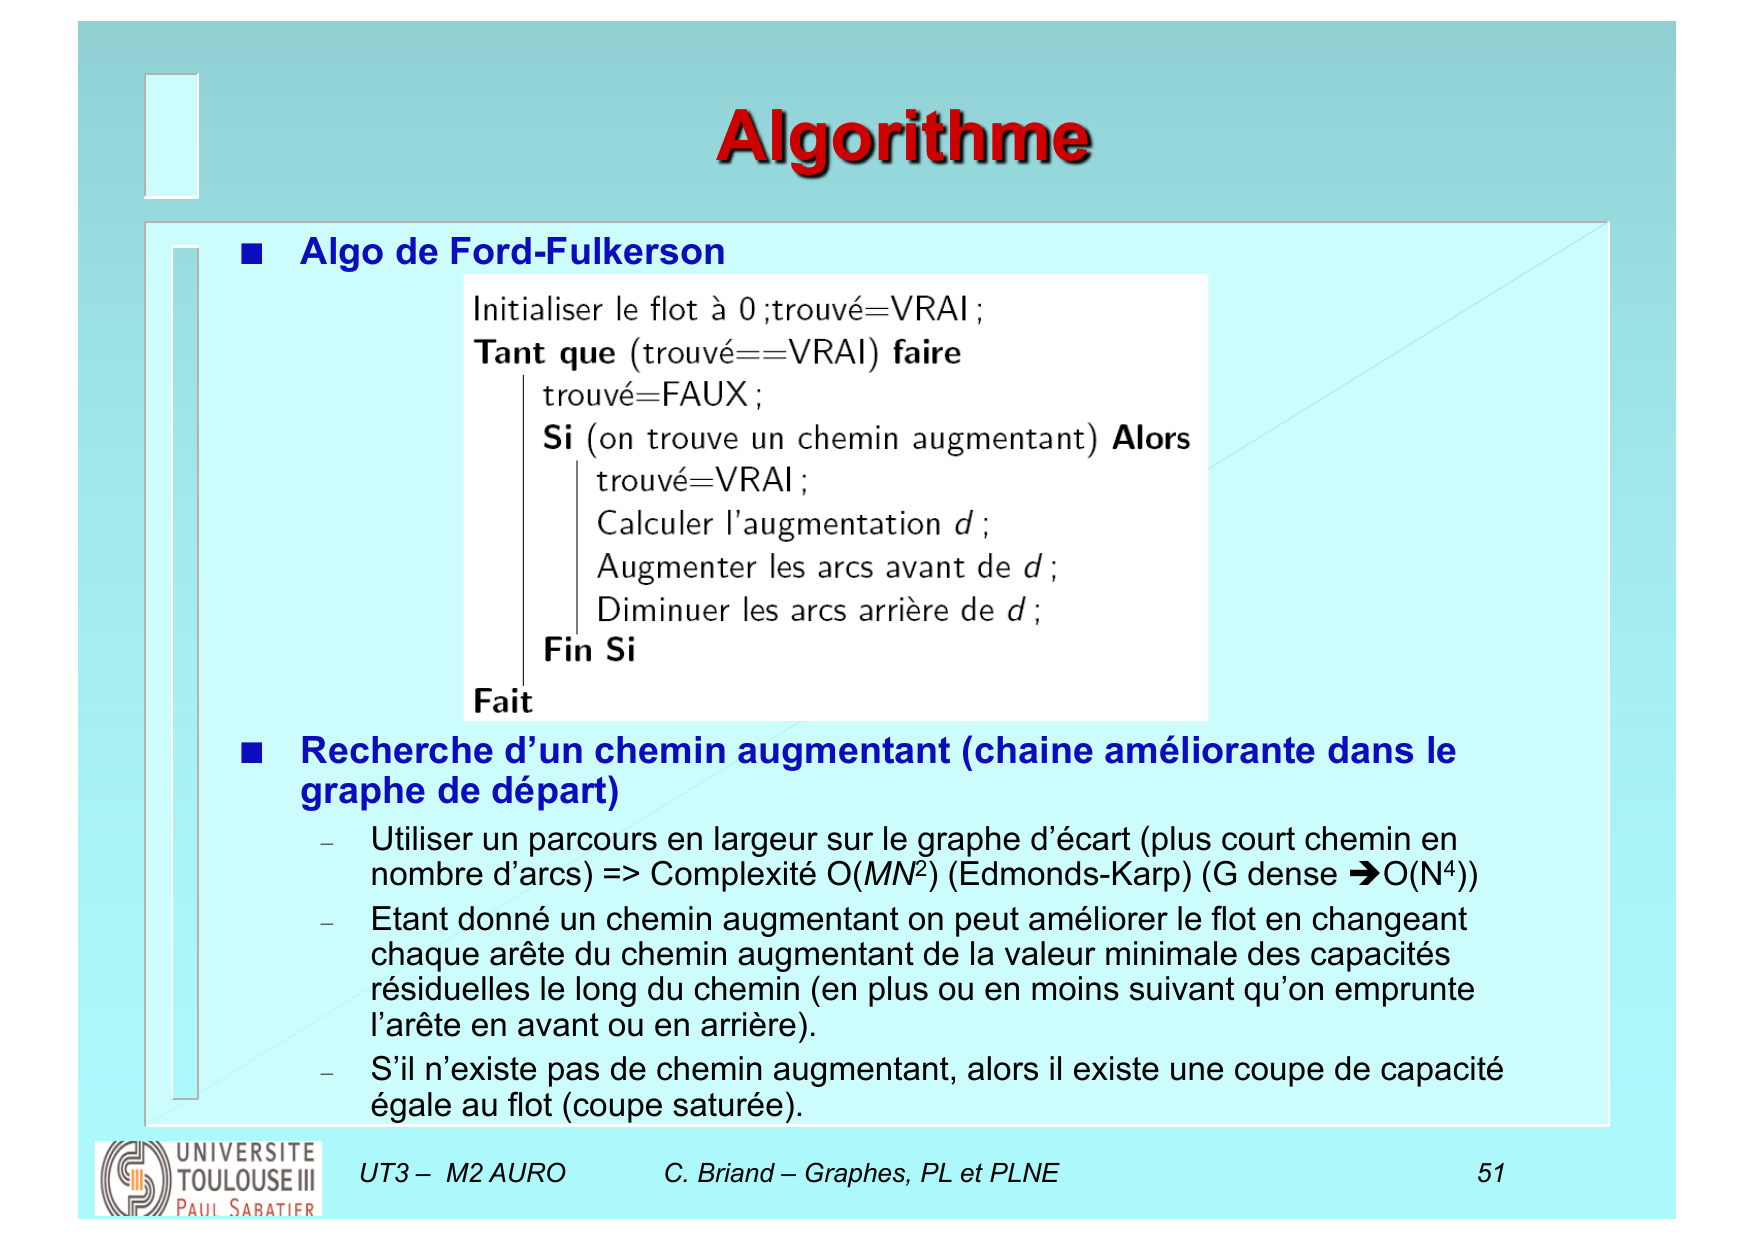 Algorithme
■ Algo de Ford-Fulkerson
Initialiser le flot à 0 ;trouvé=VRAI ;
Tant que (trouvé==VRAI) faire
trouvé=FAUX ;
Si (on trouve un chemin augmentant) Alors
trouvé=VRAI ;
Calculer l'augmentation d ;
Augmenter les arcs avant de d ;
Diminuer les arcs arrière de d ;
Fin Si
Fait
■ Recherche d’un chemin augmentant (chaine améliorante dans le
graphe de départ)
– Utiliser un parcours en largeur sur le graphe d’écart (plus court chemin en
nombre d’arcs) => Complexité O(MN²) (Edmonds-Karp) (G dense ➔O(N⁴))
– Etant donné un chemin augmentant on peut améliorer le flot en changeant
chaque arête du chemin augmentant de la valeur minimale des capacités
résiduelles le long du chemin (en plus ou en moins suivant qu’on emprunte
l’arête en avant ou en arrière).
– S’il n’existe pas de chemin augmentant, alors il existe une coupe de capacité
égale au flot (coupe saturée).
UNIVERSITE
TOULOUSE III
PAUL SABATIER
UT3 – M2 AURO C. Briand – Graphes, PL et PLNE 51